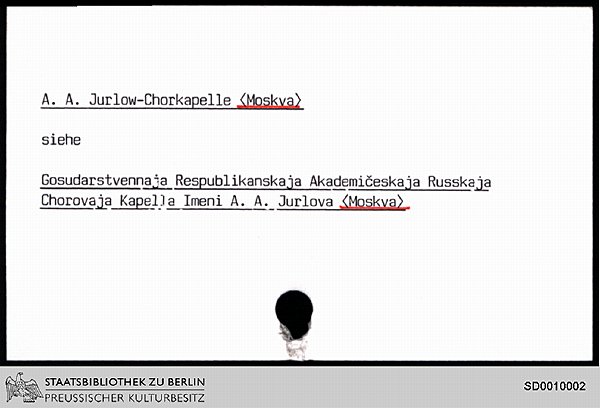 A. A. Jurlow-Chorkapelle <Moskva>
siehe
Gosudarstvennaja Respublikanskaja Akademičeskaja Russkaja
Chorovaja Kapella Imeni A. A. Jurlova <Moskva>
STAATSBIBLIOTHEK ZU BERLIN
PREUSSISCHER KULTURBESITZ
SD0010002